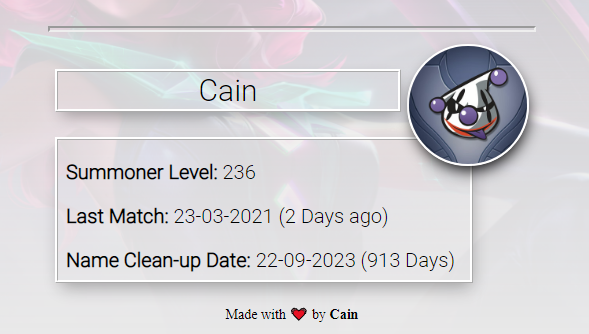 Cain
Summoner Level: 236
Last Match: 23-03-2021 (2 Days ago)
Name Clean-up Date: 22-09-2023 (913 Days)
Made with ❤ by Cain